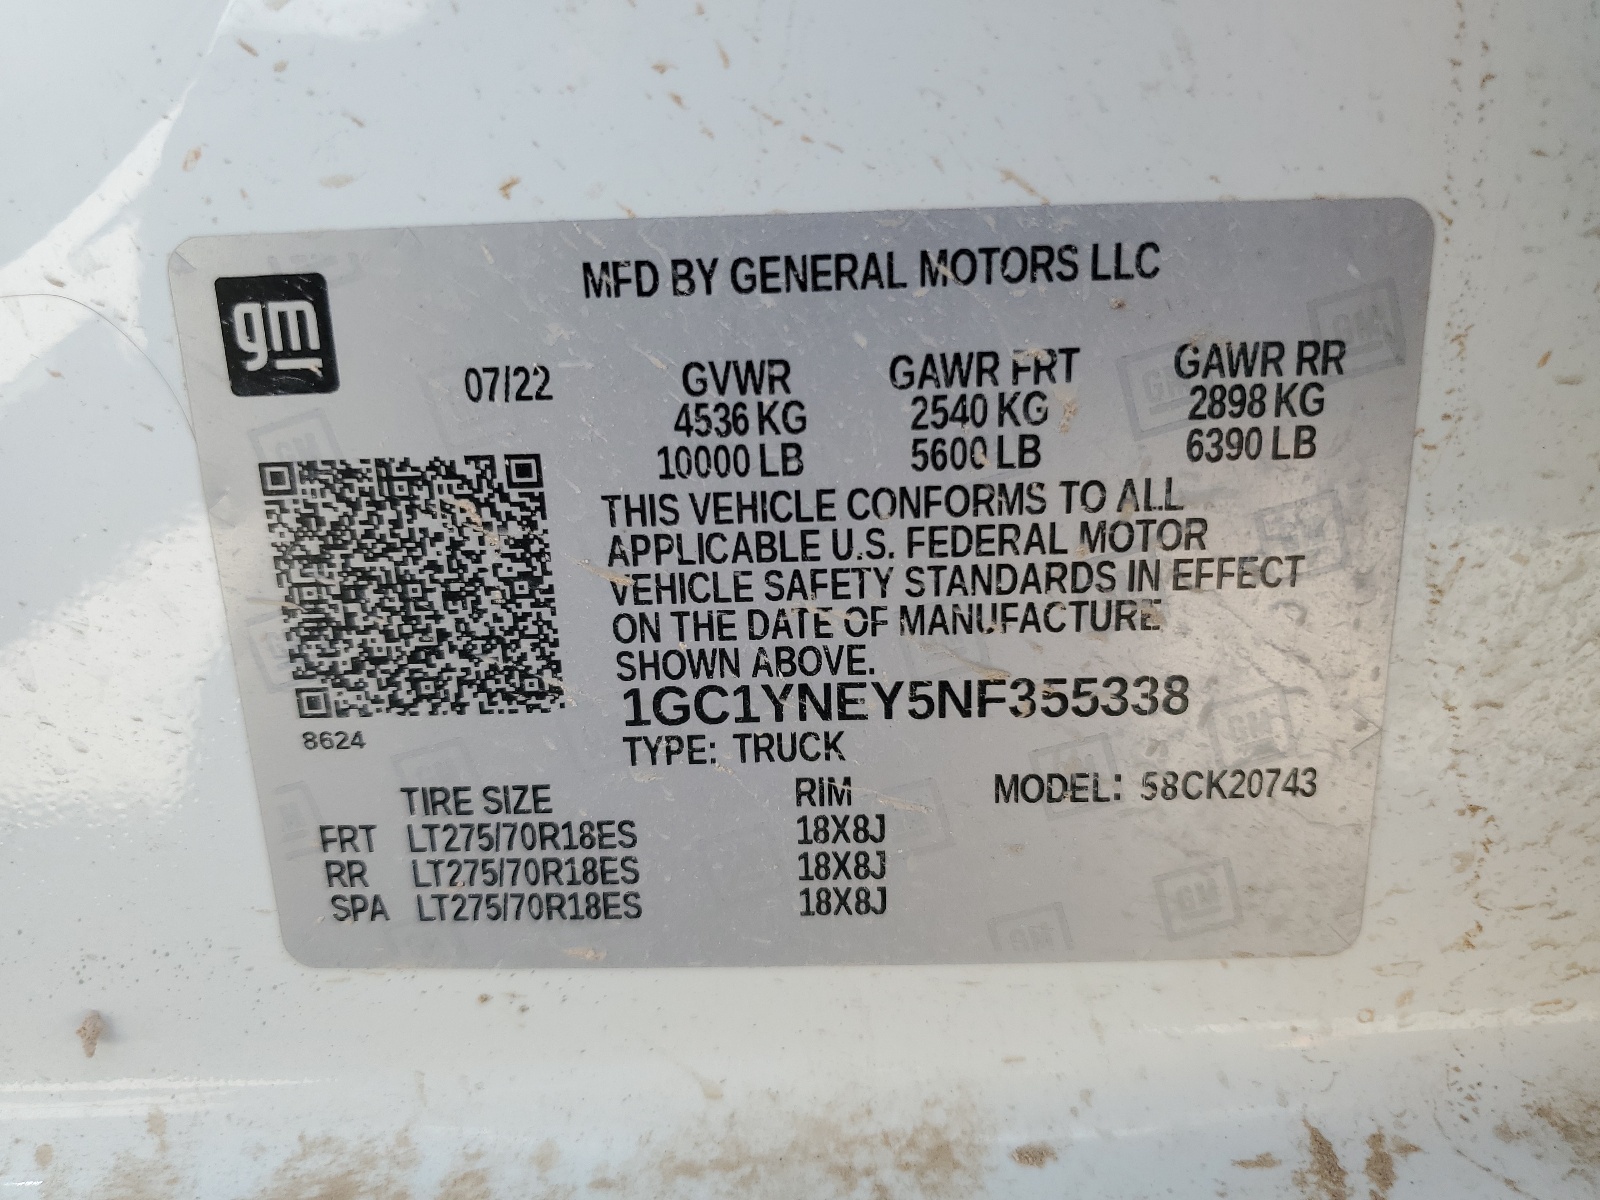 gm
MFD BY GENERAL MOTORS LLC
07/22 GVWR GAWR FRT GAWR RR
4536 KG 2540 KG 2898 KG
10000 LB 5600 LB 6390 LB
THIS VEHICLE CONFORMS TO ALL
APPLICABLE U.S. FEDERAL MOTOR
VEHICLE SAFETY STANDARDS IN EFFECT
ON THE DATE OF MANUFACTURE
SHOWN ABOVE.
1GC1YNEY5NF355338
8624
TYPE: TRUCK
TIRE SIZE RIM MODEL: 58CK20743
FRT LT275/70R18ES 18X8J
RR LT275/70R18ES 18X8J
SPA LT275/70R18ES 18X8J